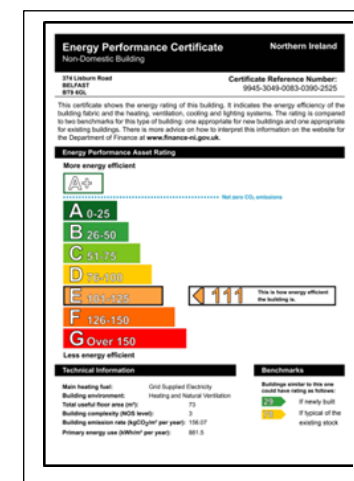 Energy Performance Certificate
Northern Ireland
Non-Domestic Building
374 Lisburn Road
BELFAST
BT9 6GL
Certificate Reference Number:
9945-3049-0083-0390-2525
This certificate shows the energy rating of this building. It indicates the energy efficiency of the
building fabric and the heating, ventilation, cooling and lighting systems. The rating is compared
to two benchmarks for this type of building: one appropriate for new buildings and one appropriate
for existing buildings. There is more advice on how to interpret this information on the website for
the Department of Finance at www.finance-ni.gov.uk.
Energy Performance Asset Rating
More energy efficient
A+
Net zero CO₂ emissions
A 0-25
B 26-50
C 51-75
D 76-100
E 101-125
111
This is how energy efficient
the building is.
F 126-150
G Over 150
Less energy efficient
Technical Information
Main heating fuel: Grid Supplied Electricity
Building environment: Heating and Natural Ventilation
Total useful floor area (m²): 73
Building complexity (NOS level): 3
Building emission rate (kgCO₂/m² per year): 156.07
Primary energy use (kWh/m² per year): 881.5
Benchmarks
Buildings similar to this one
could have rating as follows:
29 If newly built
If typical of the
existing stock